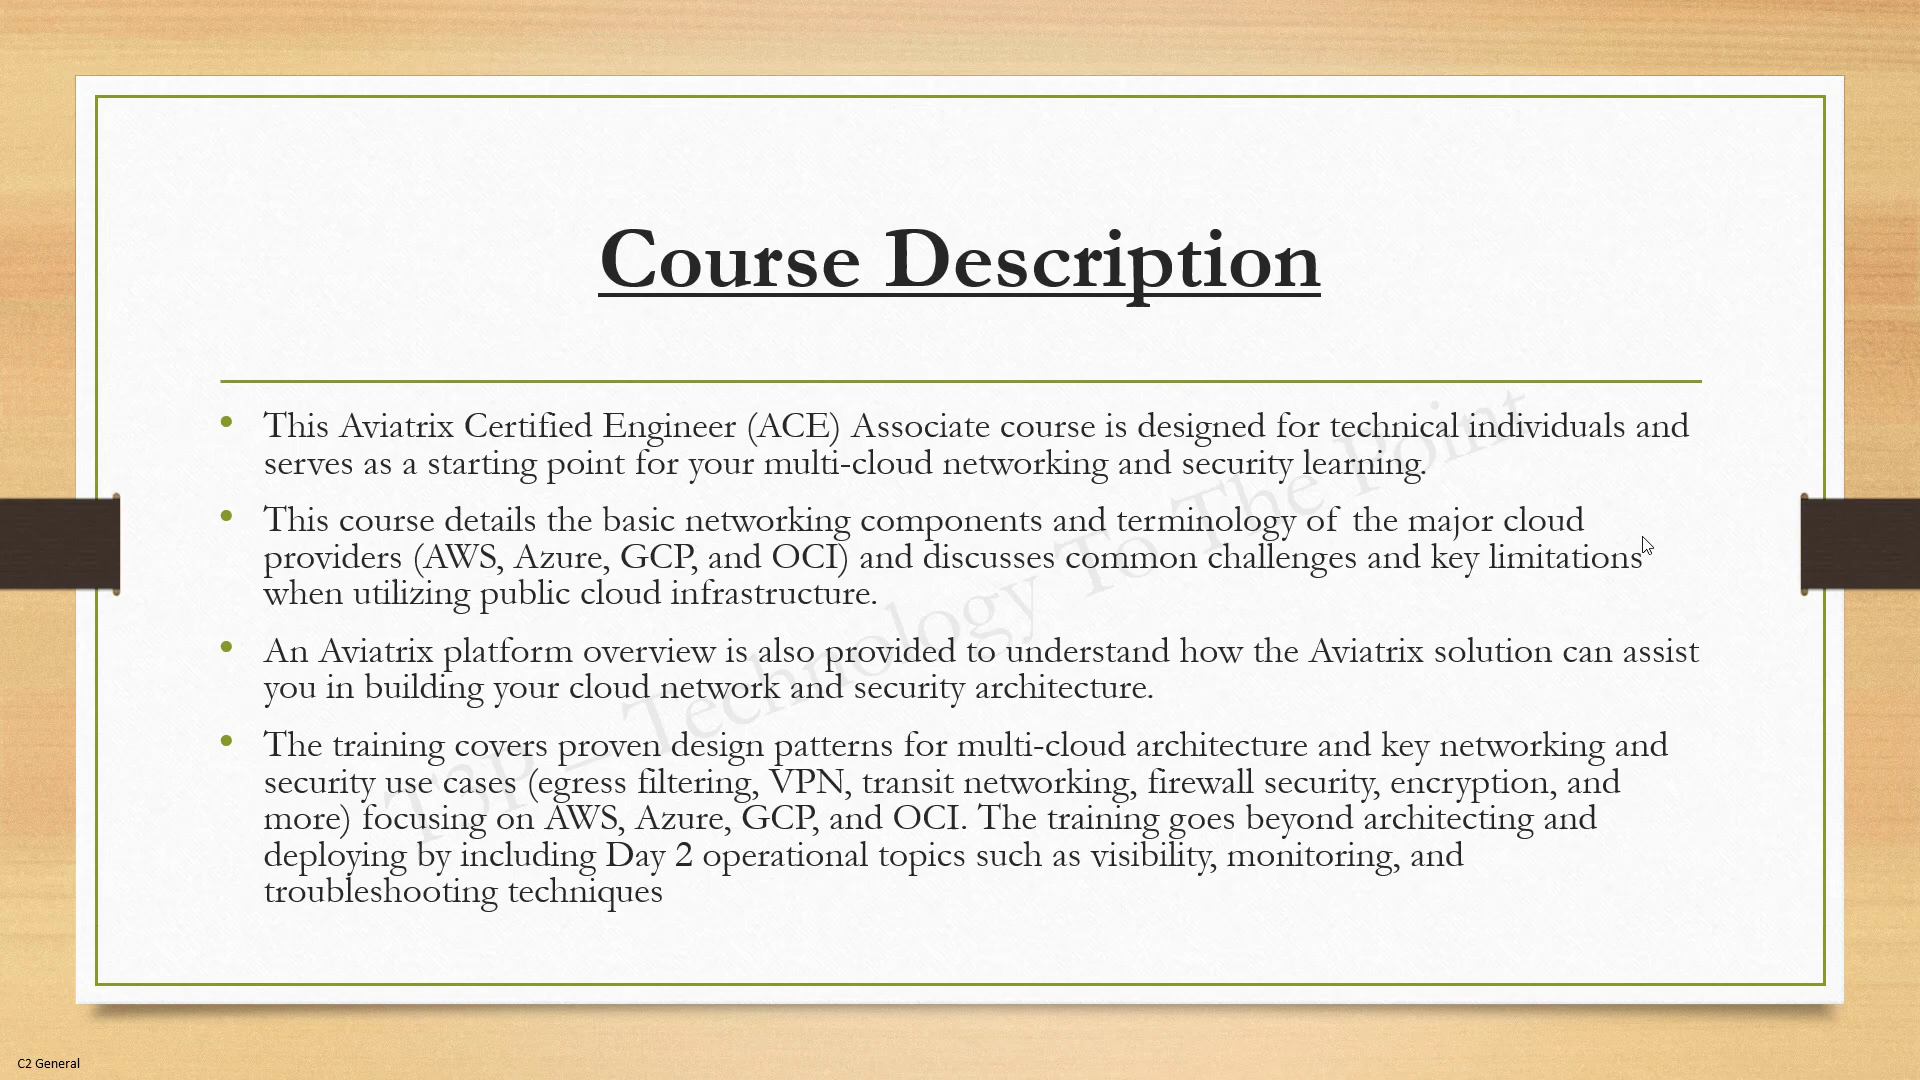 Course Description
This Aviatrix Certified Engineer (ACE) Associate course is designed for technical individuals and
serves as a starting point for your multi-cloud networking and security learning.
This course details the basic networking components and terminology of the major cloud
providers (AWS, Azure, GCP, and OCI) and discusses common challenges and key limitations
when utilizing public cloud infrastructure.
An Aviatrix platform overview is also provided to understand how the Aviatrix solution can assist
you in building your cloud network and security architecture.
The training covers proven design patterns for multi-cloud architecture and key networking and
security use cases (egress filtering, VPN, transit networking, firewall security, encryption, and
more) focusing on AWS, Azure, GCP, and OCI. The training goes beyond architecting and
deploying by including Day 2 operational topics such as visibility, monitoring, and
troubleshooting techniques
T3P _ Technology To The Point
C2 General